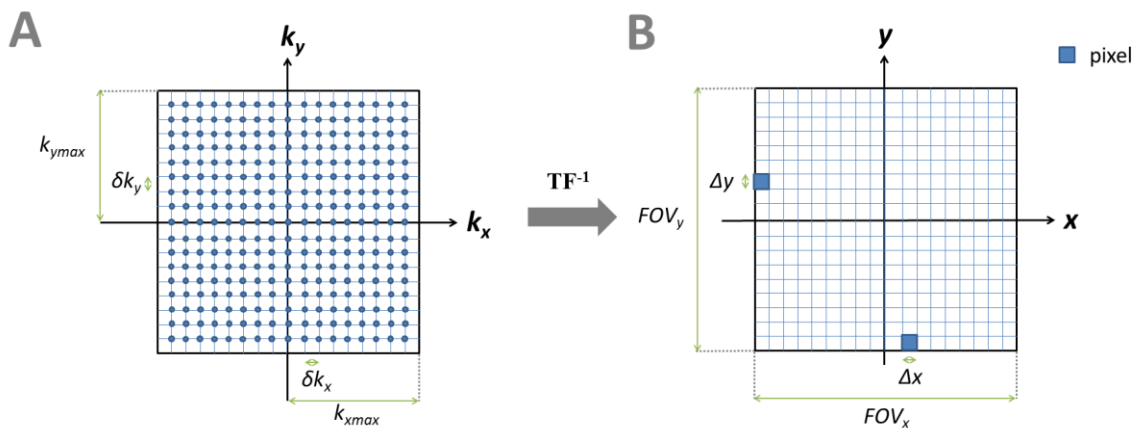 A
B
k_y
y
pixel
k_ymax
δk_y
TF⁻¹
Δy
FOV_y
k_x
x
δk_x
Δx
k_xmax
FOV_x